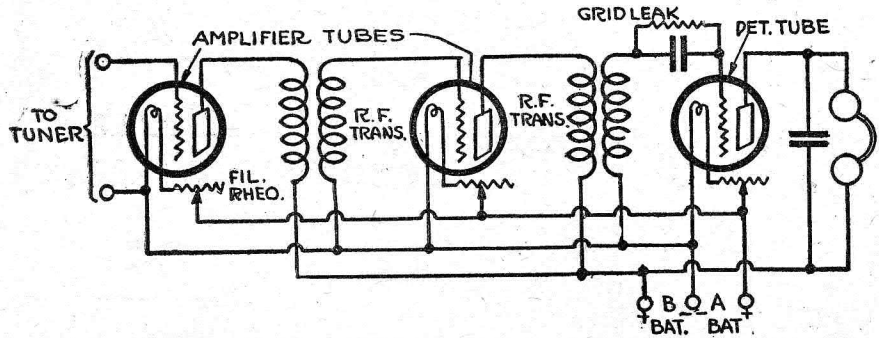 GRID LEAK
DET. TUBE
AMPLIFIER TUBES
TO
TUNER
R.F.
TRANS.
R.F.
TRANS.
FIL.
RHEO.
B - A
BAT. BAT
+ - +